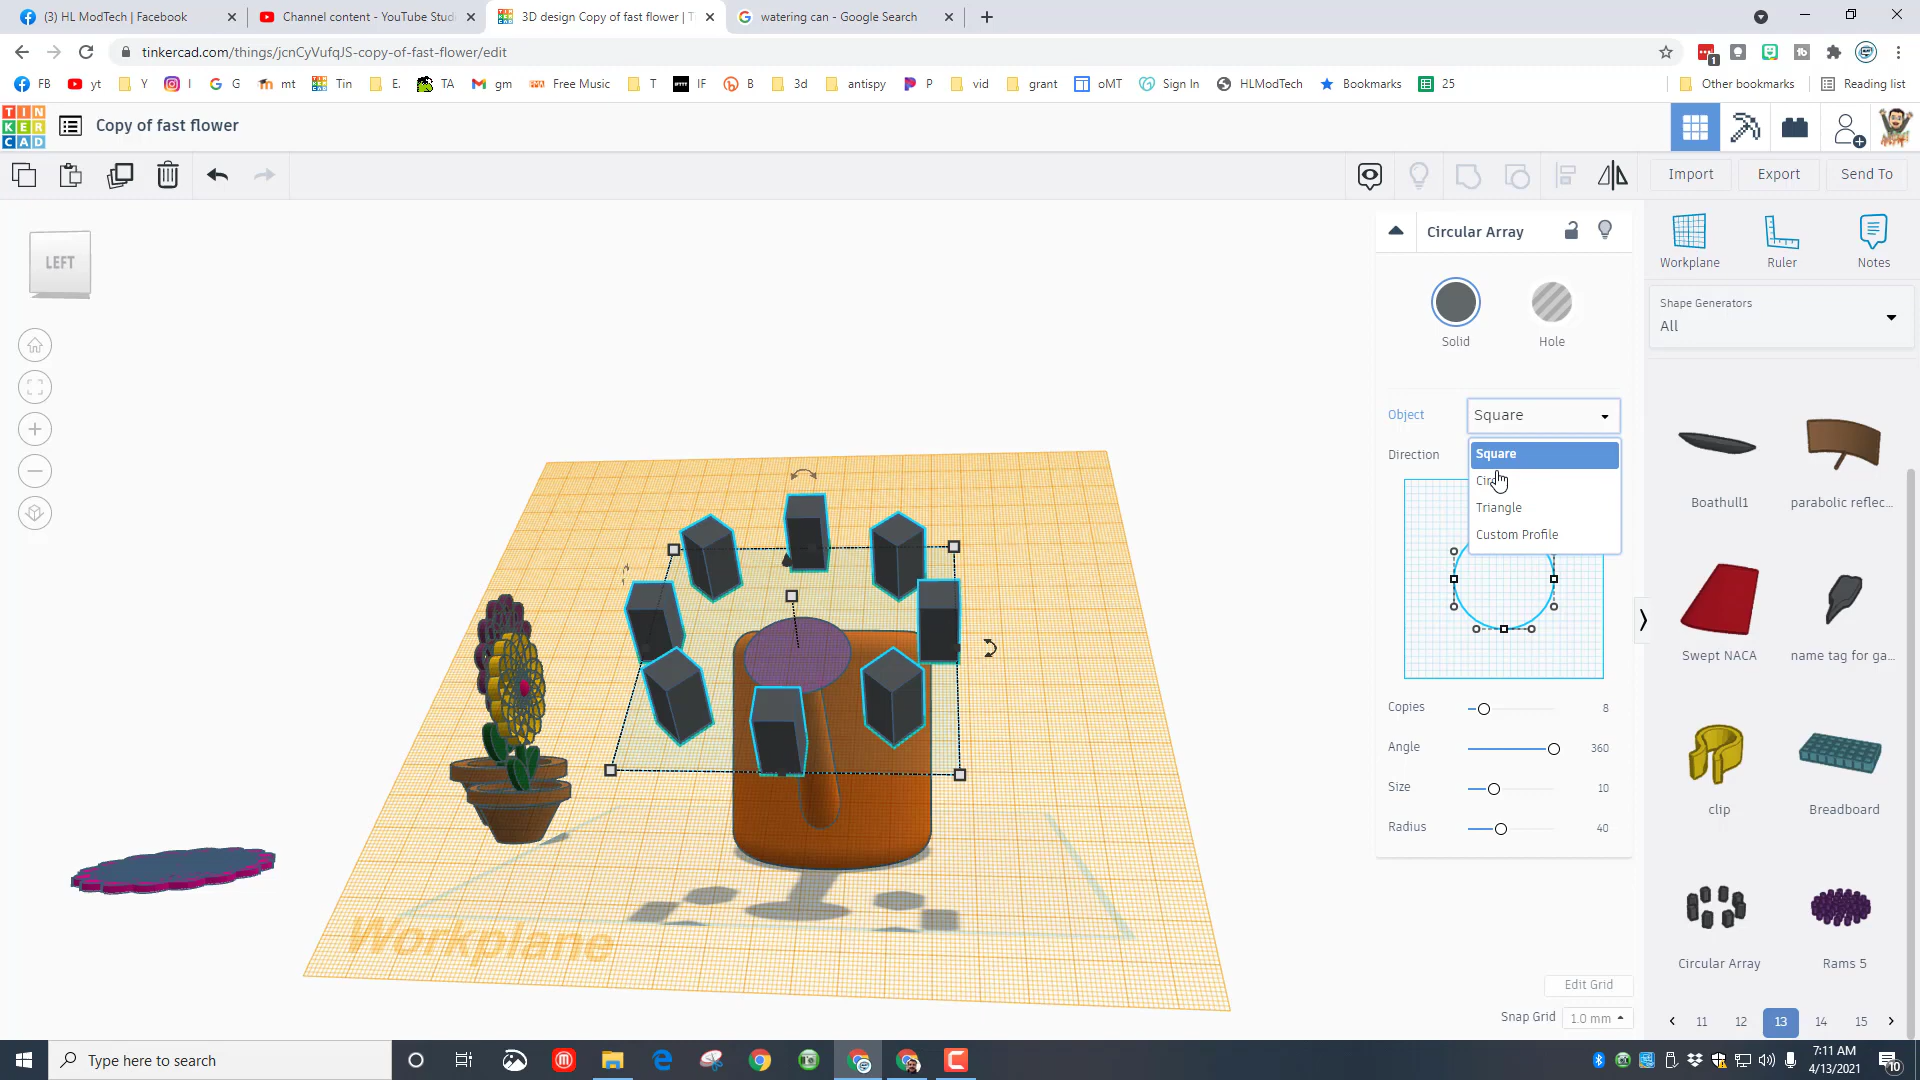 (3) HL ModTech | Facebook
Channel content - YouTube Studi
3D design Copy of fast flower | T
watering can - Google Search
tinkercad.com/things/jcnCyVufqJS-copy-of-fast-flower/edit
FB
yt
Y
I
G
mt
Tin
E.
TA
gm
Free Music
T
IF
B
3d
antispy
P
vid
grant
oMT
Sign In
HLModTech
Bookmarks
25
Other bookmarks
Reading list
TIN
KER
CAD
Copy of fast flower
Import
Export
Send To
LEFT
Circular Array
Solid
Hole
Object
Square
Direction
Square
Circ
Triangle
Custom Profile
Copies
8
Angle
360
Size
10
Radius
40
Workplane
Edit Grid
Snap Grid
1.0 mm
Workplane
Ruler
Notes
Shape Generators
All
Boathull1
parabolic reflec...
Swept NACA
name tag for ga...
clip
Breadboard
Circular Array
Rams 5
11
12
13
14
15
Type here to search
7:11 AM
4/13/2021
10